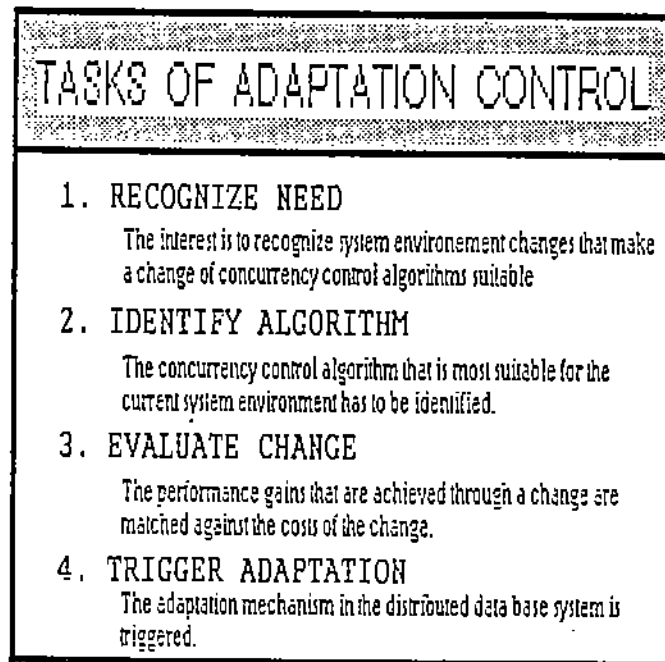 TASKS OF ADAPTATION CONTROL
1. RECOGNIZE NEED
The interest is to recognize system environement changes that make
a change of concurrency control algorithms suitable
2. IDENTIFY ALGORITHM
The concurrency control algorithm that is most suitable for the
current system environment has to be identified.
3. EVALUATE CHANGE
The performance gains that are achieved through a change are
matched against the costs of the change.
4. TRIGGER ADAPTATION
The adaptation mechanism in the distributed data base system is
triggered.